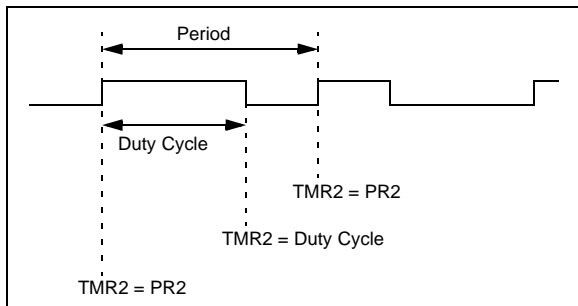 Period
Duty Cycle
TMR2 = PR2
TMR2 = Duty Cycle
TMR2 = PR2